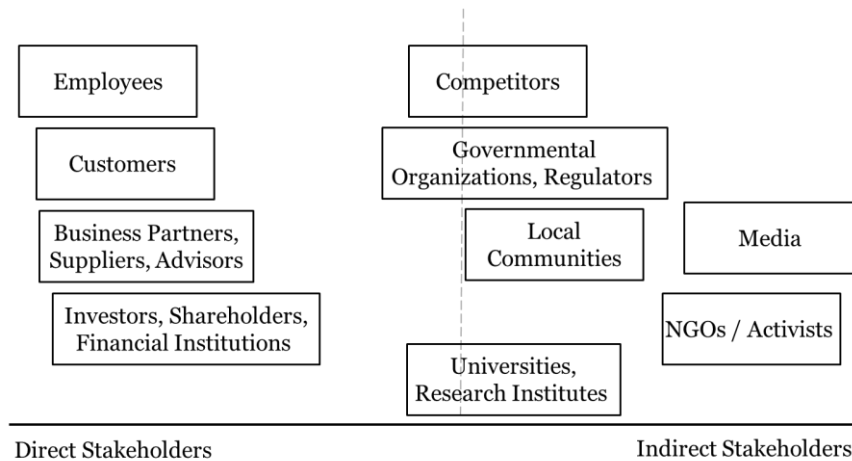 Employees
Competitors
Customers
Governmental
Organizations, Regulators
Business Partners,
Suppliers, Advisors
Local
Communities
Media
Investors, Shareholders,
Financial Institutions
NGOs / Activists
Universities,
Research Institutes
Direct Stakeholders
Indirect Stakeholders